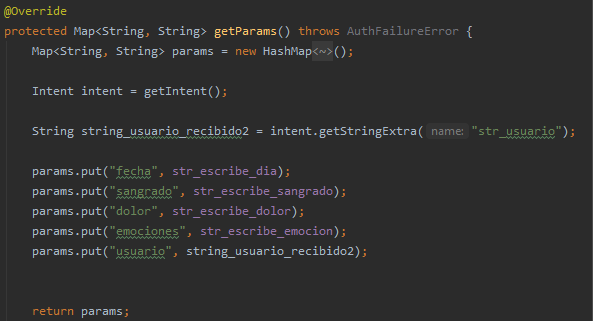 @Override
protected Map<String, String> getParams() throws AuthFailureError {
Map<String, String> params = new HashMap<~>();
Intent intent = getIntent();
String string_usuario_recibido2 = intent.getStringExtra( name: "str_usuario");
params.put("fecha", str_escribe_dia);
params.put("sangrado", str_escribe_sangrado);
params.put("dolor", str_escribe_dolor);
params.put("emociones", str_escribe_emocion);
params.put("usuario", string_usuario_recibido2);
return params;